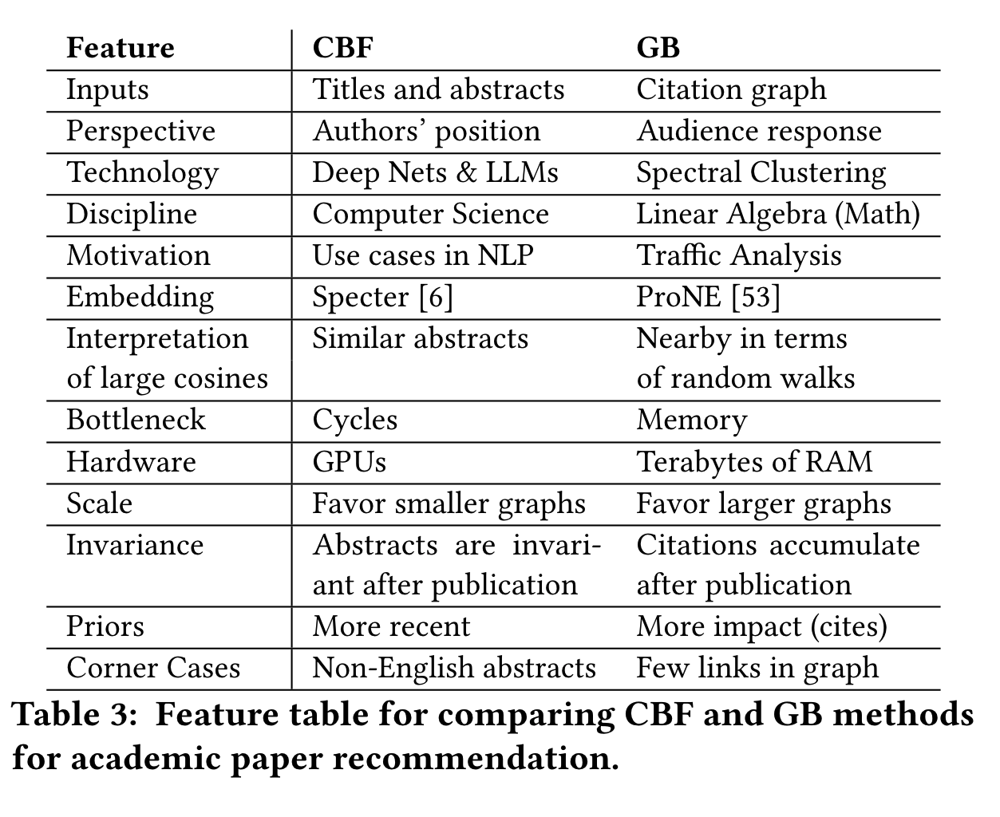 Feature CBF GB
Inputs Titles and abstracts Citation graph
Perspective Authors’ position Audience response
Technology Deep Nets & LLMs Spectral Clustering
Discipline Computer Science Linear Algebra (Math)
Motivation Use cases in NLP Traffic Analysis
Embedding Specter [6] ProNE [53]
Interpretation Similar abstracts Nearby in terms
of large cosines of random walks
Bottleneck Cycles Memory
Hardware GPUs Terabytes of RAM
Scale Favor smaller graphs Favor larger graphs
Invariance Abstracts are invari- Citations accumulate
ant after publication after publication
Priors More recent More impact (cites)
Corner Cases Non-English abstracts Few links in graph
Table 3: Feature table for comparing CBF and GB methods
for academic paper recommendation.